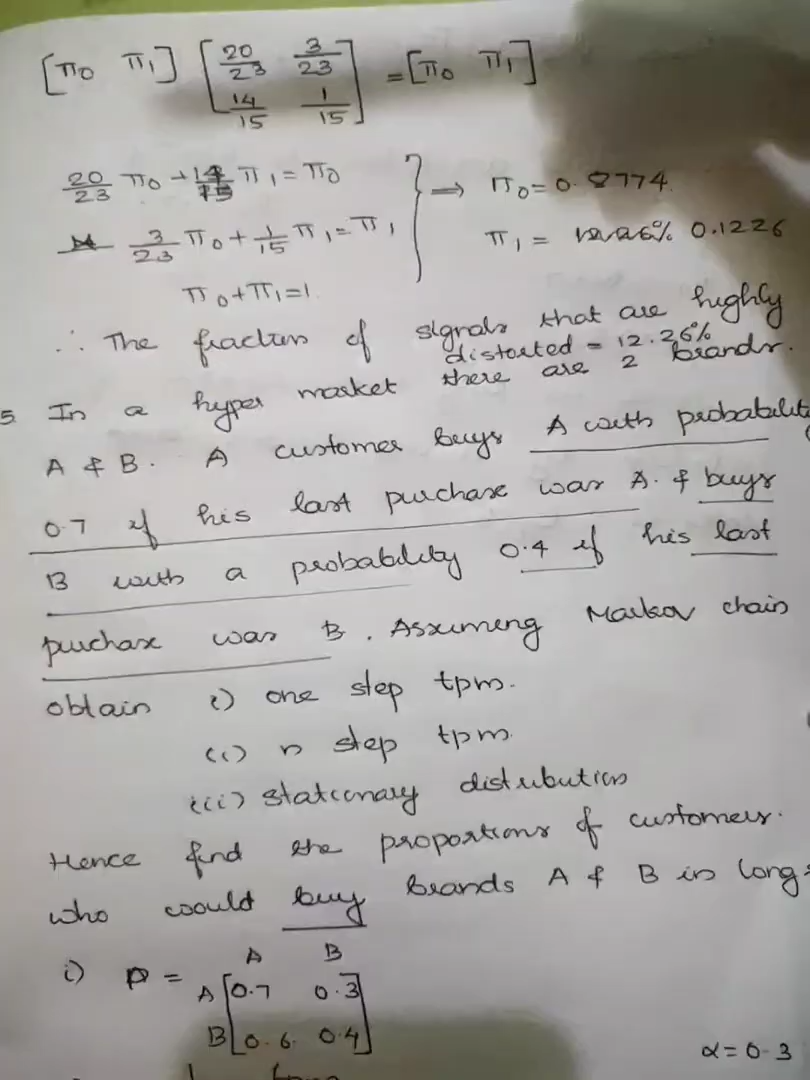 [π0 π1] [20/23 3/23
14/15 1/15] = [π0 π1]
20/23 π0 + 14/15 π1 = π0
3/23 π0 + 1/15 π1 = π1
π0 + π1 = 1
} ⇒ π0 = 0.8774
π1 = 0.1226
∴ The fraction of signals that are highly
distorted = 12.26%
5. In a hyper market there are 2 brands.
A & B. A customer buys A with probability
0.7 if his last purchase was A. & buys
B with a probability 0.4 if his last
purchase was B. Assuming Markov chain
obtain i) one step tpm.
ii) n step tpm.
iii) stationary distribution
Hence find the proportions of customers.
who would buy brands A & B in long
i) P = A B
A [0.7 0.3
B 0.6 0.4]
α = 0.3